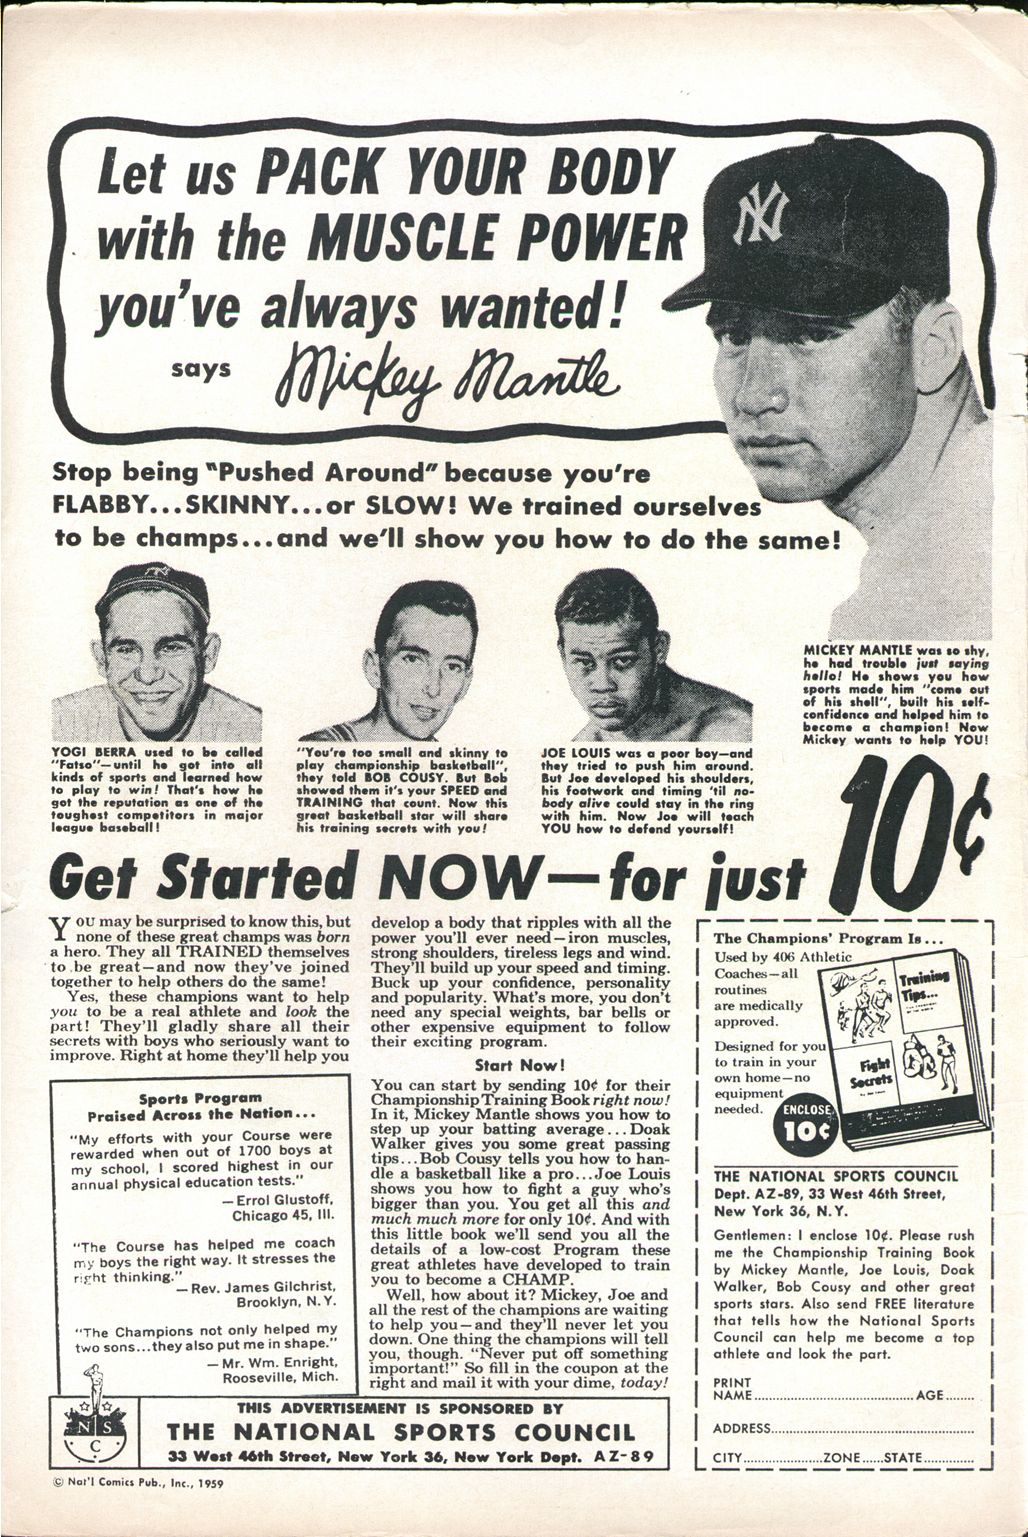 Let us PACK YOUR BODY
with the MUSCLE POWER
you've always wanted!
says Mickey Mantle
NY
Stop being "Pushed Around" because you're
FLABBY...SKINNY...or SLOW! We trained ourselves
to be champs...and we'll show you how to do the same!
MICKEY MANTLE was so shy,
he had trouble just saying
hello! He shows you how
sports made him "come out
of his shell", built his self-
confidence and helped him to
become a champion! Now
Mickey wants to help YOU!
YOGI BERRA used to be called
"Fatso"—until he got into all
kinds of sports and learned how
to play to win! That's how he
got the reputation as one of the
toughest competitors in major
league baseball!
"You're too small and skinny to
play championship basketball",
they told BOB COUSY. But Bob
showed them it's your SPEED and
TRAINING that count. Now this
great basketball star will share
his training secrets with you!
JOE LOUIS was a poor boy—and
they tried to push him around.
But Joe developed his shoulders,
his footwork and timing 'til no-
body alive could stay in the ring
with him. Now Joe will teach
YOU how to defend yourself!
Get Started NOW—for just 10¢
YOU may be surprised to know this, but
none of these great champs was born
a hero. They all TRAINED themselves
to be great—and now they've joined
together to help others do the same!
Yes, these champions want to help
you to be a real athlete and look the
part! They'll gladly share all their
secrets with boys who seriously want to
improve. Right at home they'll help you
develop a body that ripples with all the
power you'll ever need—iron muscles,
strong shoulders, tireless legs and wind.
They'll build up your speed and timing.
Buck up your confidence, personality
and popularity. What's more, you don't
need any special weights, bar bells or
other expensive equipment to follow
their exciting program.
Start Now!
You can start by sending 10¢ for their
Championship Training Book right now!
In it, Mickey Mantle shows you how to
step up your batting average...Doak
Walker gives you some great passing
tips...Bob Cousy tells you how to han-
dle a basketball like a pro...Joe Louis
shows you how to fight a guy who's
bigger than you. You get all this and
much much more for only 10¢. And with
this little book we'll send you all the
details of a low-cost Program these
great athletes have developed to train
you to become a CHAMP.
Well, how about it? Mickey, Joe and
all the rest of the champions are waiting
to help you—and they'll never let you
down. One thing the champions will tell
you, though. "Never put off something
important!" So fill in the coupon at the
right and mail it with your dime, today!
Sports Program
Praised Across the Nation...
"My efforts with your Course were
rewarded when out of 1700 boys at
my school, I scored highest in our
annual physical education tests."
—Errol Glustoff,
Chicago 45, Ill.
"The Course has helped me coach
my boys the right way. It stresses the
right thinking."
—Rev. James Gilchrist,
Brooklyn, N.Y.
"The Champions not only helped my
two sons...they also put me in shape."
—Mr. Wm. Enright,
Rooseville, Mich.
N S
C
THIS ADVERTISEMENT IS SPONSORED BY
THE NATIONAL SPORTS COUNCIL
33 West 46th Street, New York 36, New York Dept. AZ-89
The Champions' Program Is...
Used by 406 Athletic
Coaches—all
routines
are medically
approved.
Designed for you
to train in your
own home—no
equipment
needed.
Training
Tips...
Fight
Secrets
ENCLOSE
10¢
THE NATIONAL SPORTS COUNCIL
Dept. AZ-89, 33 West 46th Street,
New York 36, N.Y.
Gentlemen: I enclose 10¢. Please rush
me the Championship Training Book
by Mickey Mantle, Joe Louis, Doak
Walker, Bob Cousy and other great
sports stars. Also send FREE literature
that tells how the National Sports
Council can help me become a top
athlete and look the part.
PRINT
NAME........................................AGE.......
ADDRESS...................................................
CITY....................ZONE......STATE.............
© Nat'l Comics Pub., Inc., 1959